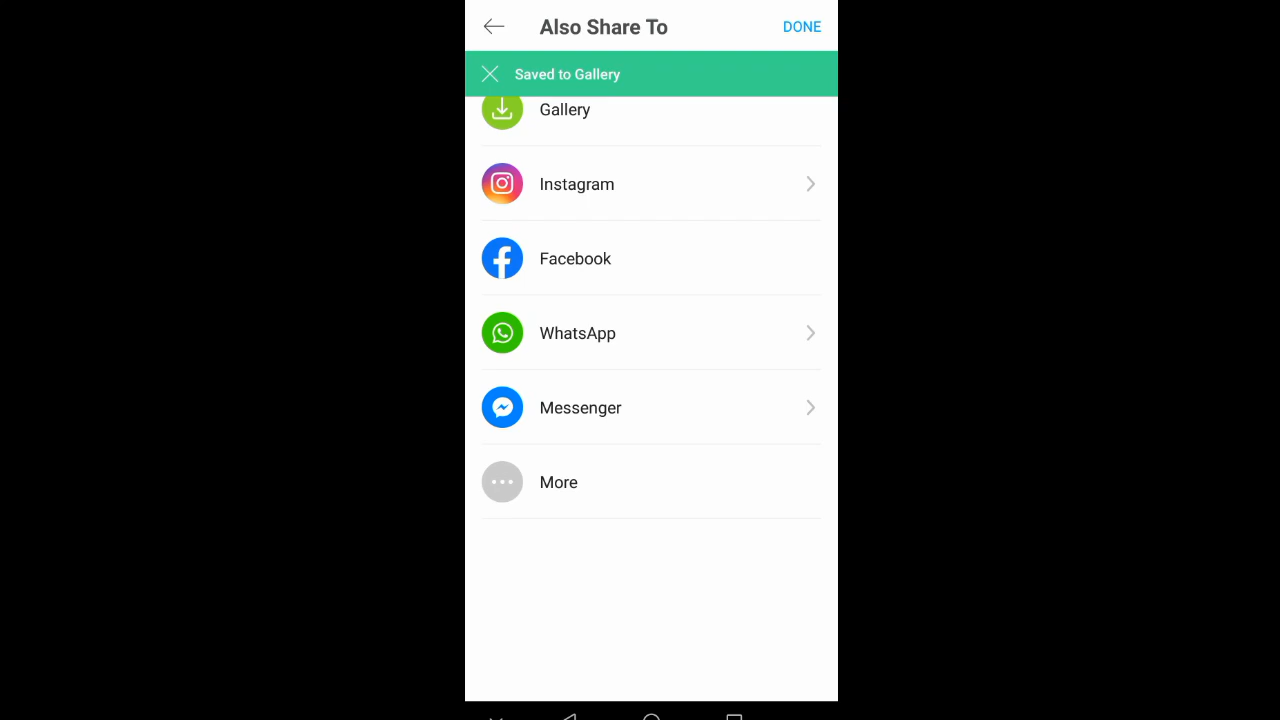 Also Share To
DONE
Saved to Gallery
Gallery
Instagram
Facebook
WhatsApp
Messenger
More